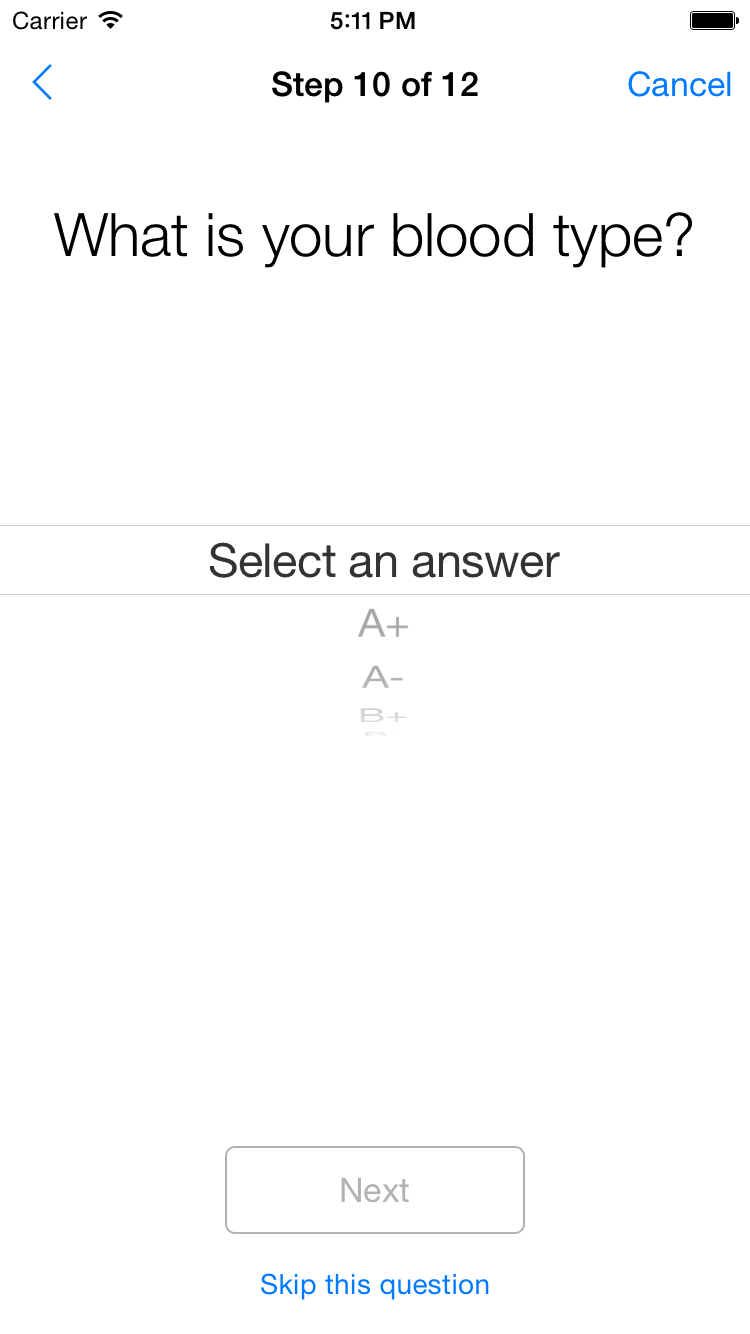 Carrier 5:11 PM
Step 10 of 12 Cancel
What is your blood type?
Select an answer
A+
A-
B+
Next
Skip this question